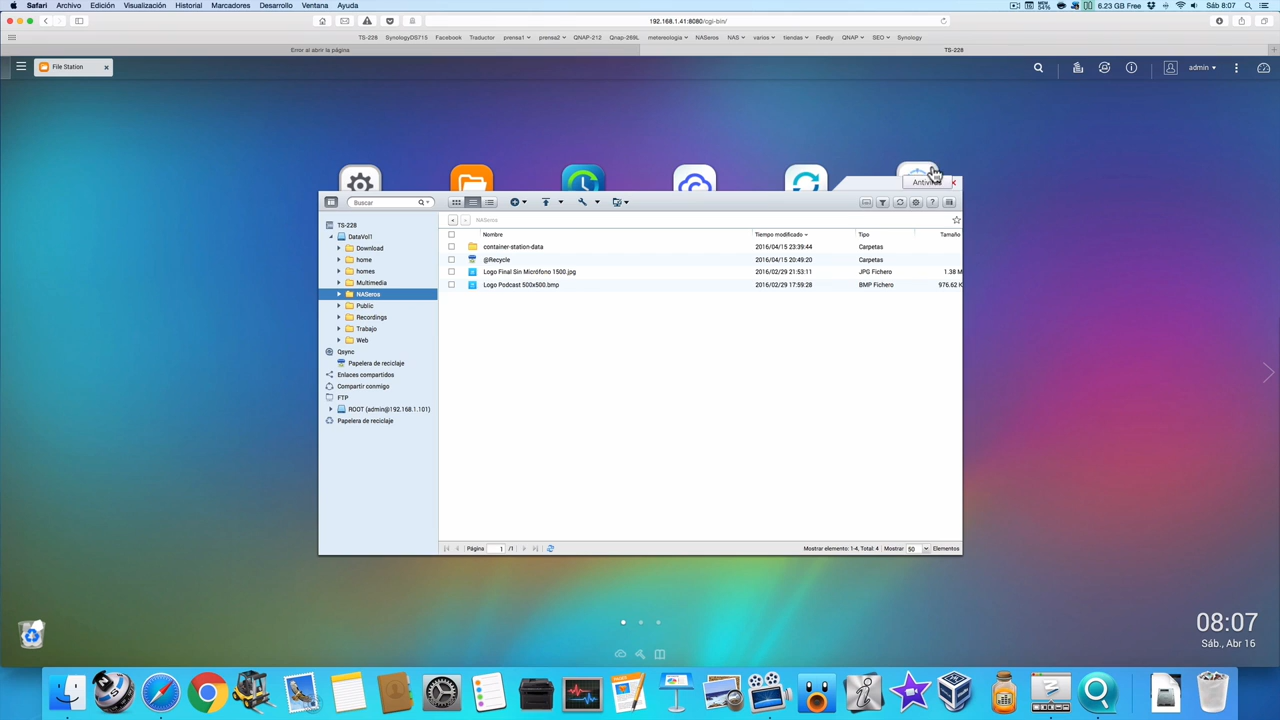 Safari Archivo Edición Visualización Historial Marcadores Desarrollo Ventana Ayuda
6.23 GB Free Sáb 8:07
192.168.1.41:8080/cgi-bin/
TS-228 SynologyDS715 Facebook Traductor prensa1 prensa2 QNAP-212 Qnap-269L metereologia NASeros NAS varios tiendas Feedly QNAP SEO Synology
Error al abrir la página TS-228
File Station
admin
Buscar
NASeros
Nombre Tiempo modificado Tipo Tamaño
container-station-data 2016/04/15 23:39:44 Carpetas
@Recycle 2016/04/15 20:49:20 Carpetas
Logo Final Sin Micrófono 1500.jpg 2016/02/29 21:53:11 JPG Fichero 1.38 M
Logo Podcast 500x500.bmp 2016/02/29 17:59:28 BMP Fichero 976.62 K
TS-228
DataVol1
Download
home
homes
Multimedia
NASeros
Public
Recordings
Trabajo
Web
Qsync
Papelera de reciclaje
Enlaces compartidos
Compartir conmigo
FTP
ROOT (admin@192.168.1.101)
Papelera de reciclaje
Página 1 /1
Mostrar elemento: 1-4, Total: 4 Mostrar 50 Elementos
08:07
Sáb., Abr 16